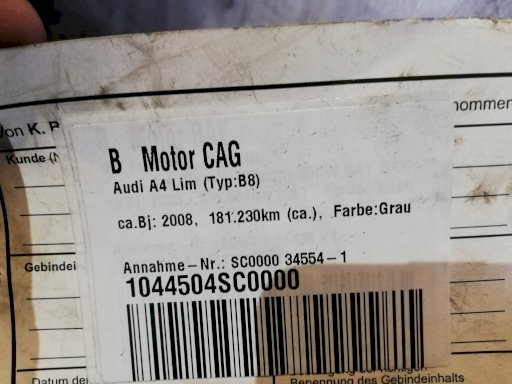 nommen
von K. P
Kunde (N
B Motor CAG
Audi A4 Lim (Typ:B8)
ca.Bj: 2008, 181.230km (ca.), Farbe:Grau
Gebindei
Annahme-Nr.: SC0000 34554-1
1044504SC0000
Datum de
Benennung des Gebindeinhalts